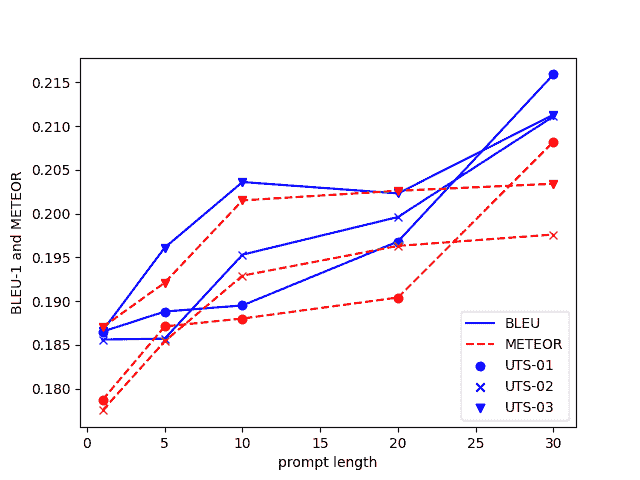 0.215
0.210
0.205
0.200
0.195
0.190
0.185
0.180
BLEU-1 and METEOR
BLEU
METEOR
UTS-01
UTS-02
UTS-03
0 5 10 15 20 25 30
prompt length